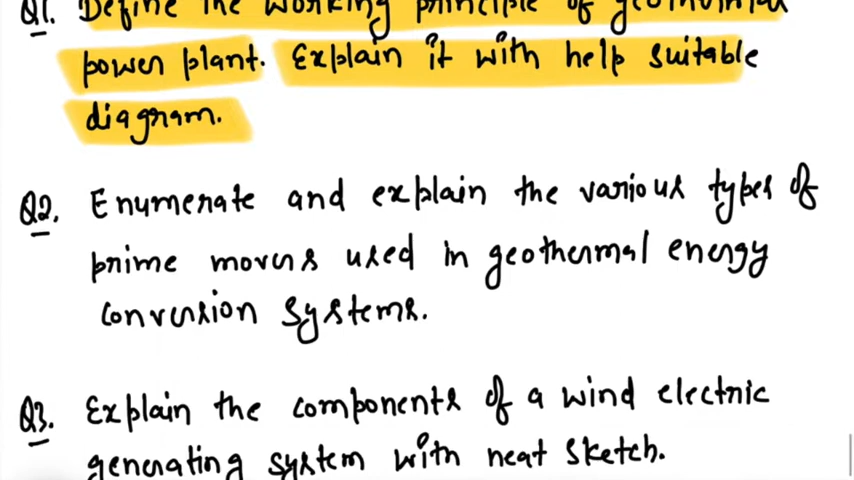 Q1. Define the working principle of geothermal
power plant. Explain it with help suitable
diagram.
Q2. Enumerate and explain the various types of
prime movers used in geothermal energy
conversion systems.
Q3. Explain the components of a wind electric
generating system with neat sketch.